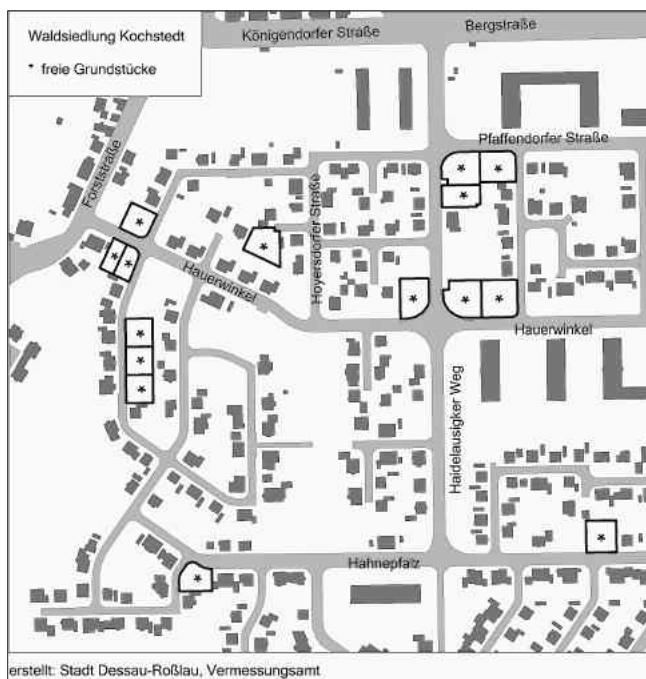 Waldsiedlung Kochstedt
* freie Grundstücke
Königendorfer Straße
Bergstraße
Pfaffendorfer Straße
Forststraße
Hoyersdorfer Straße
Hauerwinkel
Hauerwinkel
Haidelausigker Weg
Hahnepfalz
erstellt: Stadt Dessau-Roßlau, Vermessungsamt